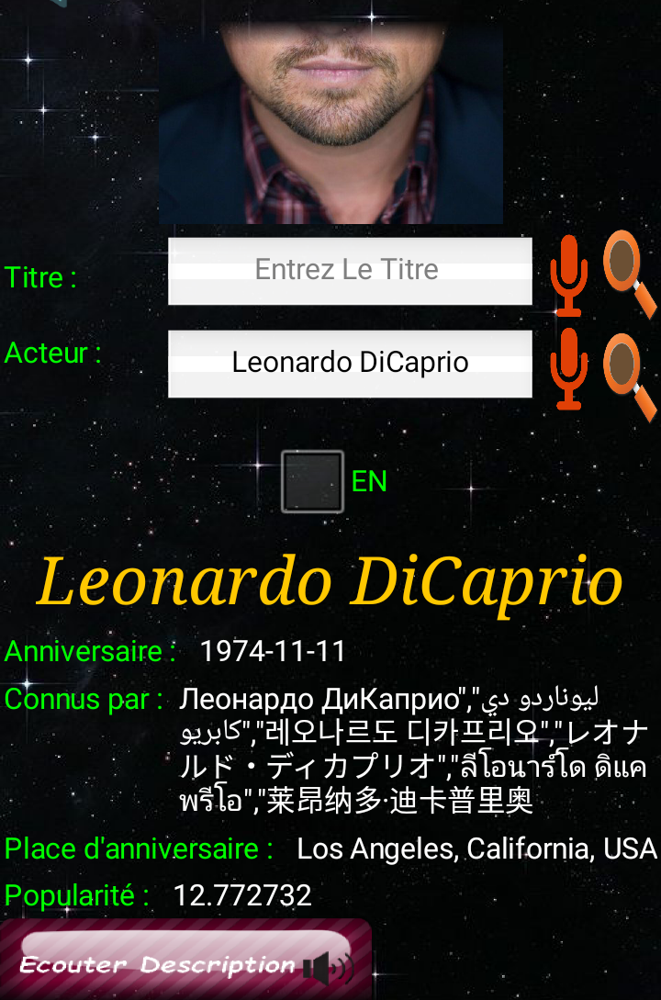 Titre :
Entrez Le Titre
Acteur :
Leonardo DiCaprio
EN
Leonardo DiCaprio
Anniversaire : 1974-11-11
Connus par : Леонардо ДиКаприо","ليوناردو دي
كابريو","레오나르도 디카프리오","レオナ
ルド・ディカプリオ","ลีโอนาร์โด ดิแค
พรีโอ","莱昂纳多·迪卡普里奥
Place d'anniversaire : Los Angeles, California, USA
Popularité : 12.772732
Ecouter Description